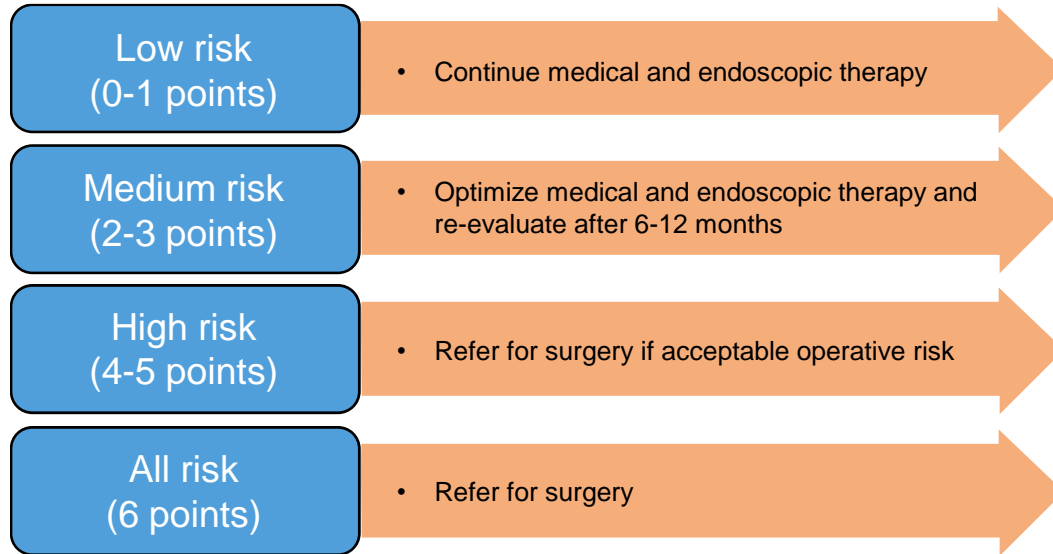 Low risk
(0-1 points)
• Continue medical and endoscopic therapy
Medium risk
(2-3 points)
• Optimize medical and endoscopic therapy and
re-evaluate after 6-12 months
High risk
(4-5 points)
• Refer for surgery if acceptable operative risk
All risk
(6 points)
• Refer for surgery